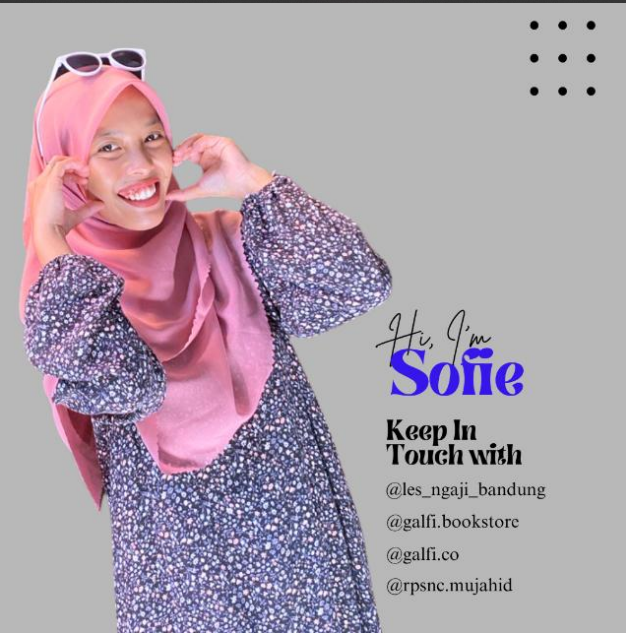 Hi, I'm
Sofie
Keep In
Touch with
@les_ngaji_bandung
@galfi.bookstore
@galfi.co
@rpsnc.mujahid